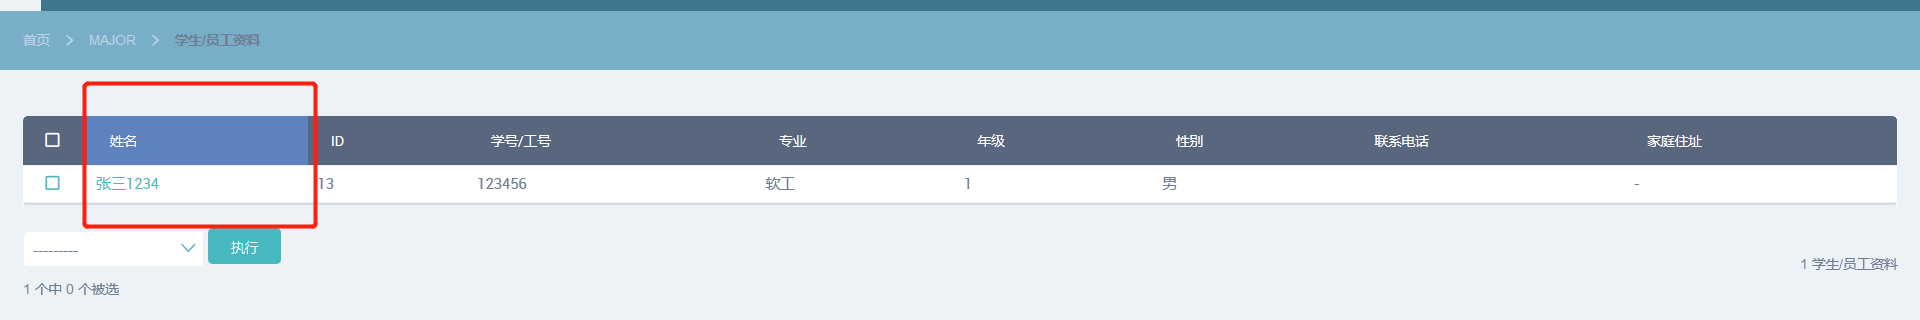 首页 > MAJOR > 学生/员工资料
姓名 ID 学号/工号 专业 年级 性别 联系电话 家庭住址
张三1234 13 123456 软工 1 男 -
--------- 执行
1 学生/员工资料
1 个中 0 个被选